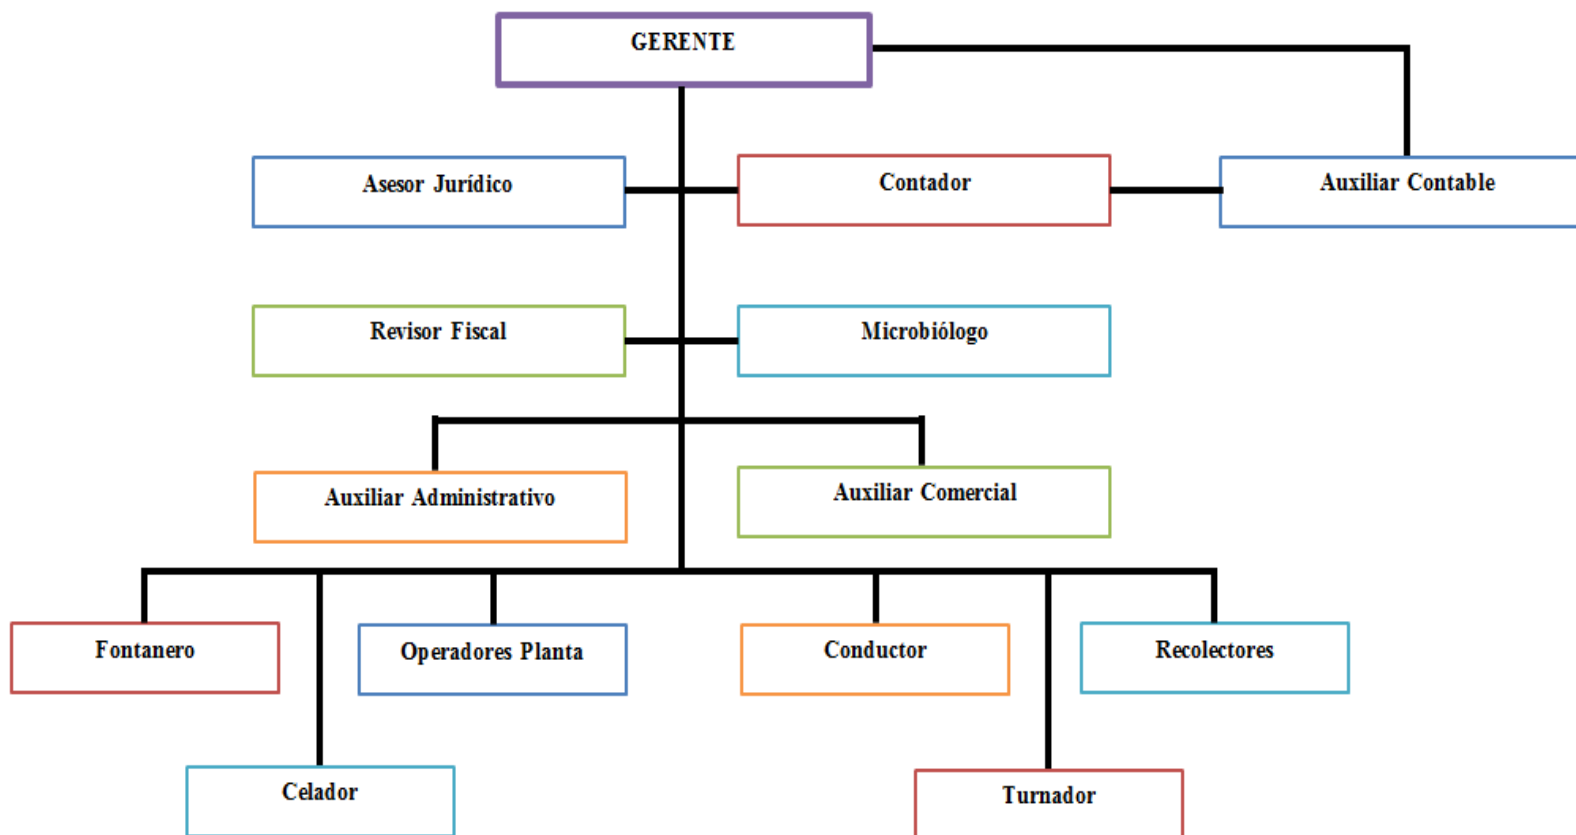 GERENTE
Asesor Jurídico
Contador
Auxiliar Contable
Revisor Fiscal
Microbiólogo
Auxiliar Administrativo
Auxiliar Comercial
Fontanero
Operadores Planta
Conductor
Recolectores
Celador
Turnador